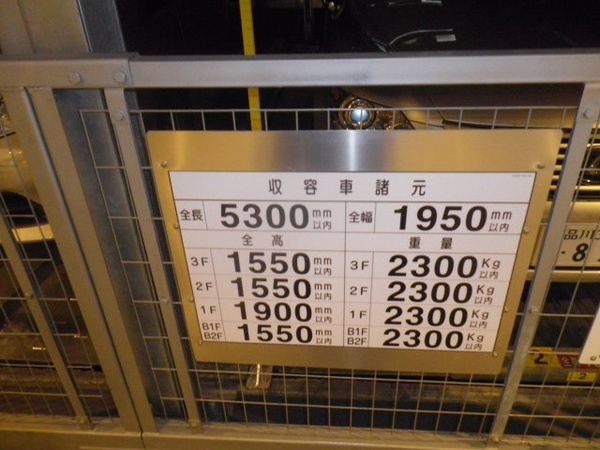 収容車諸元
全長 5300mm以内 全幅 1950mm以内
全高 重量
3F 1550mm以内 3F 2300Kg以内
2F 1550mm以内 2F 2300Kg以内
1F 1900mm以内 1F 2300Kg以内
B1F B2F 1550mm以内 B1F B2F 2300Kg以内
品川
8
2